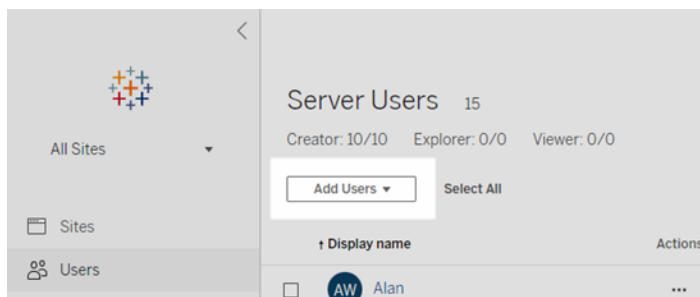 Server Users 15
Creator: 10/10 Explorer: 0/0 Viewer: 0/0
All Sites
Add Users Select All
Sites
↑ Display name Actions
Users
AW Alan ...